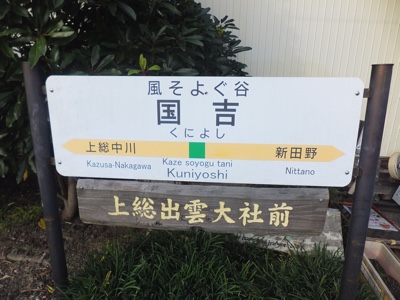 風そよぐ谷
国吉
くによし
上総中川 新田野
Kazusa-Nakagawa Kaze soyogu tani Nittano
Kuniyoshi
上総出雲大社前